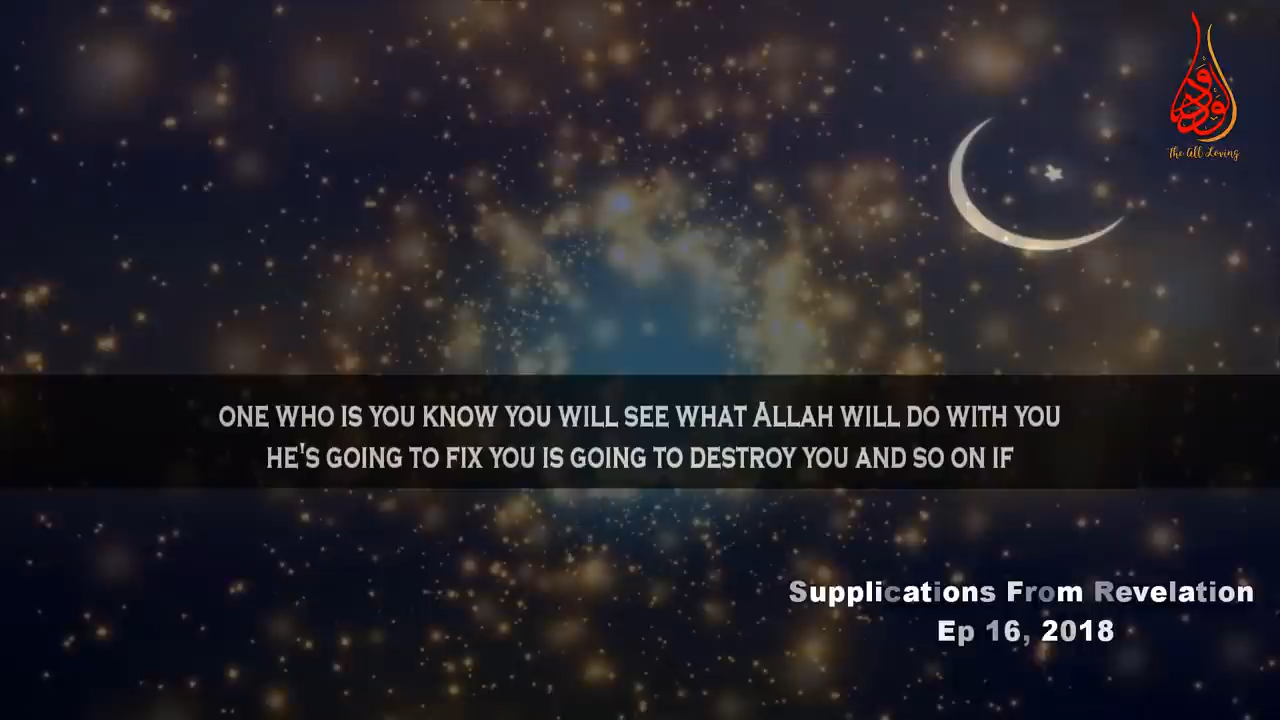 الودود
The All Loving
ONE WHO IS YOU KNOW YOU WILL SEE WHAT ALLAH WILL DO WITH YOU
HE'S GOING TO FIX YOU IS GOING TO DESTROY YOU AND SO ON IF
Supplications From Revelation
Ep 16, 2018